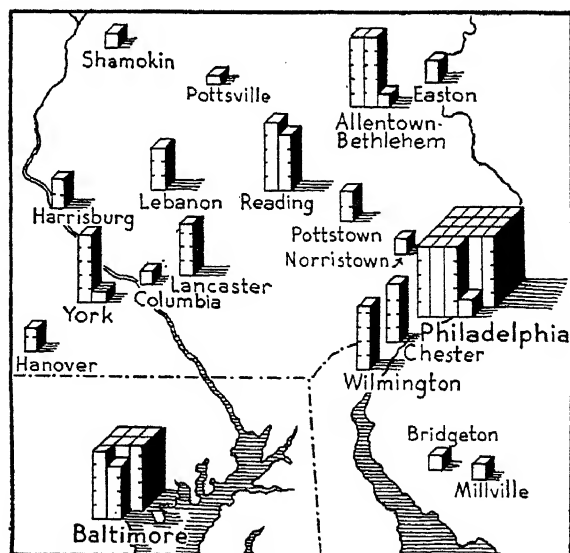 Shamokin
Pottsville
Easton
Allentown-
Bethlehem
Harrisburg
Lebanon
Reading
Pottstown
Norristown
Lancaster
Columbia
York
Philadelphia
Chester
Hanover
Wilmington
Bridgeton
Millville
Baltimore